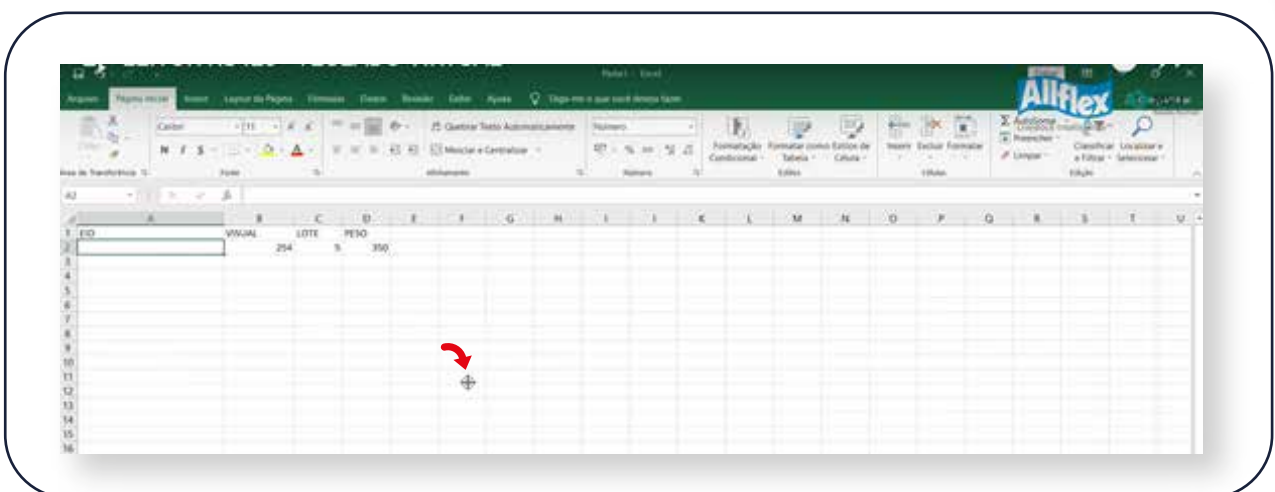 Pasta1 - Excel
Arquivo Página Inicial Inserir Layout da Página Fórmulas Dados Revisão Exibir Ajuda Diga-me o que você deseja fazer
Allflex
Calibri 11 Quebrar Texto Automaticamente Número
N I S Mesclar e Centralizar
Formatação Condicional Formatar como Tabela Estilos de Célula Inserir Excluir Formatar
AutoSoma Preencher Limpar Classificar e Filtrar Localizar e Selecionar
Área de Transferência Fonte Alinhamento Número Estilos Células Edição
A2
A B C D E F G H I J K L M N O P Q R S T U
1 EID VISUAL LOTE PESO
2 254 5 350
3
4
5
6
7
8
9
10
11
12
13
14
15
16